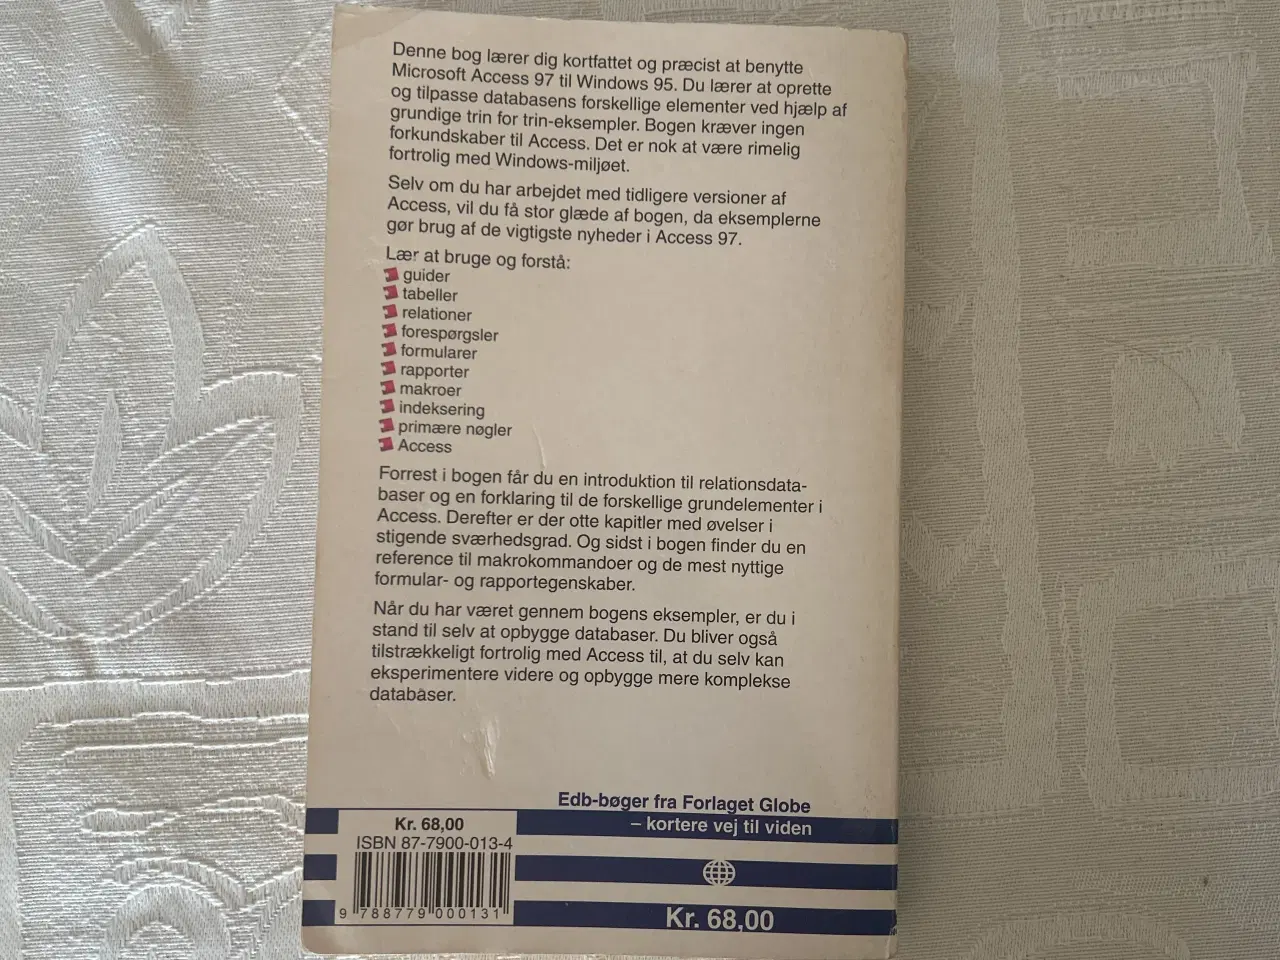 Denne bog lærer dig kortfattet og præcist at benytte
Microsoft Access 97 til Windows 95. Du lærer at oprette
og tilpasse databasens forskellige elementer ved hjælp af
grundige trin for trin-eksempler. Bogen kræver ingen
forkundskaber til Access. Det er nok at være rimelig
fortrolig med Windows-miljøet.
Selv om du har arbejdet med tidligere versioner af
Access, vil du få stor glæde af bogen, da eksemplerne
gør brug af de vigtigste nyheder i Access 97.
Lær at bruge og forstå:
guider
tabeller
relationer
forespørgsler
formularer
rapporter
makroer
indeksering
primære nøgler
Access
Forrest i bogen får du en introduktion til relationsdata-
baser og en forklaring til de forskellige grundelementer i
Access. Derefter er der otte kapitler med øvelser i
stigende sværhedsgrad. Og sidst i bogen finder du en
reference til makrokommandoer og de mest nyttige
formular- og rapportegenskaber.
Når du har været gennem bogens eksempler, er du i
stand til selv at opbygge databaser. Du bliver også
tilstrækkeligt fortrolig med Access til, at du selv kan
eksperimentere videre og opbygge mere komplekse
databaser.
Edb-bøger fra Forlaget Globe
– kortere vej til viden
Kr. 68,00
ISBN 87-7900-013-4
9 788779 000131
Kr. 68,00